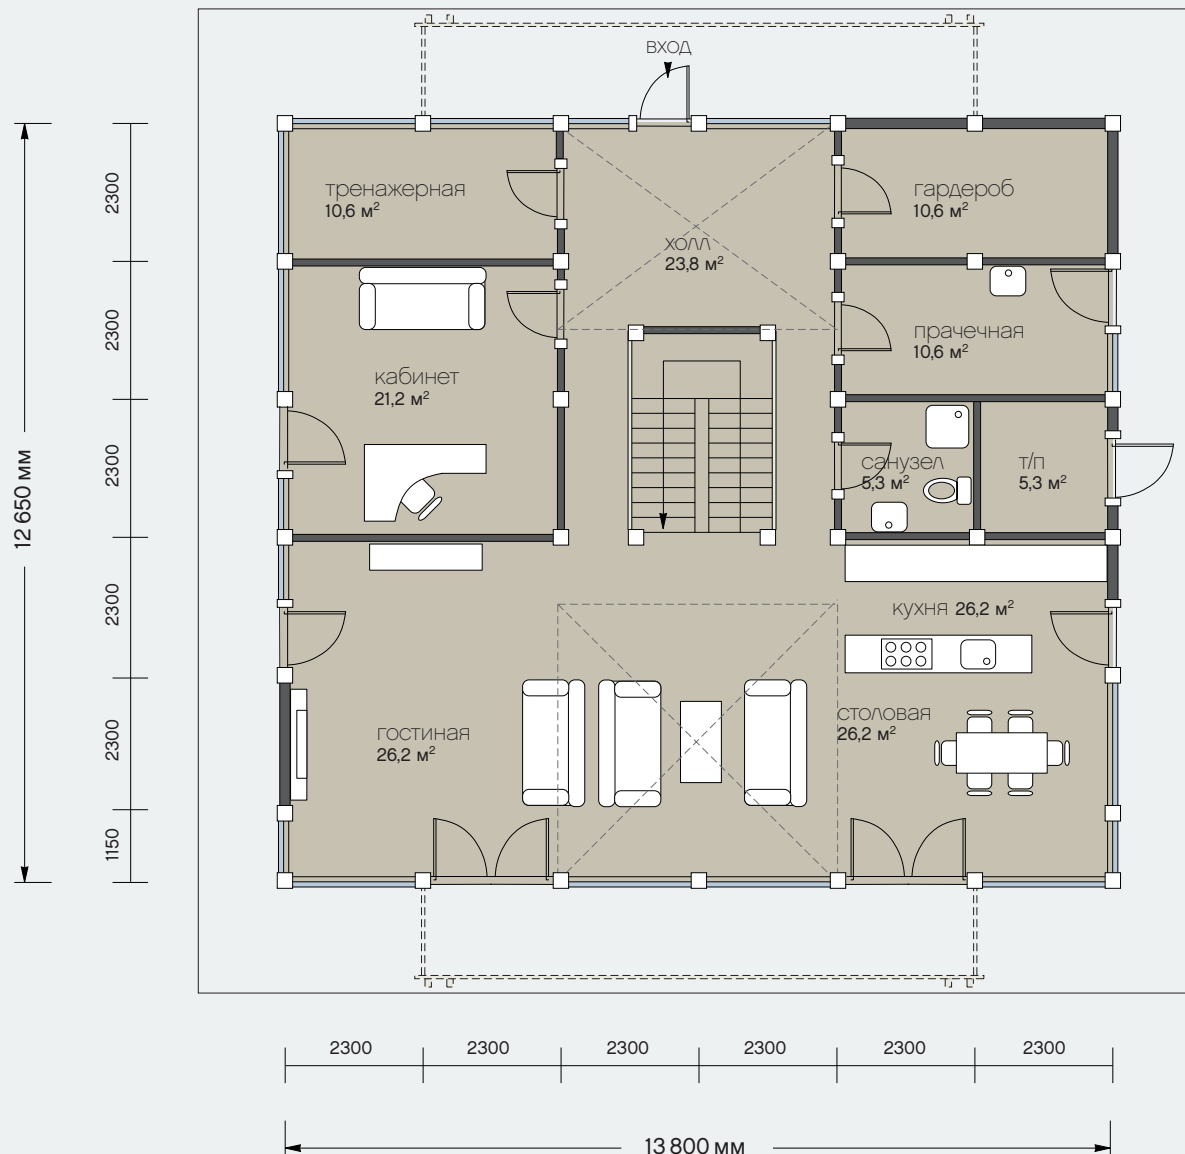 вход
тренажерная
10,6 м²
холл
23,8 м²
гардероб
10,6 м²
кабинет
21,2 м²
прачечная
10,6 м²
санузел
5,3 м²
т/п
5,3 м²
кухня 26,2 м²
гостиная
26,2 м²
столовая
26,2 м²
12 650 мм
2300
2300
2300
2300
2300
1150
2300
2300
2300
2300
2300
2300
13 800 мм